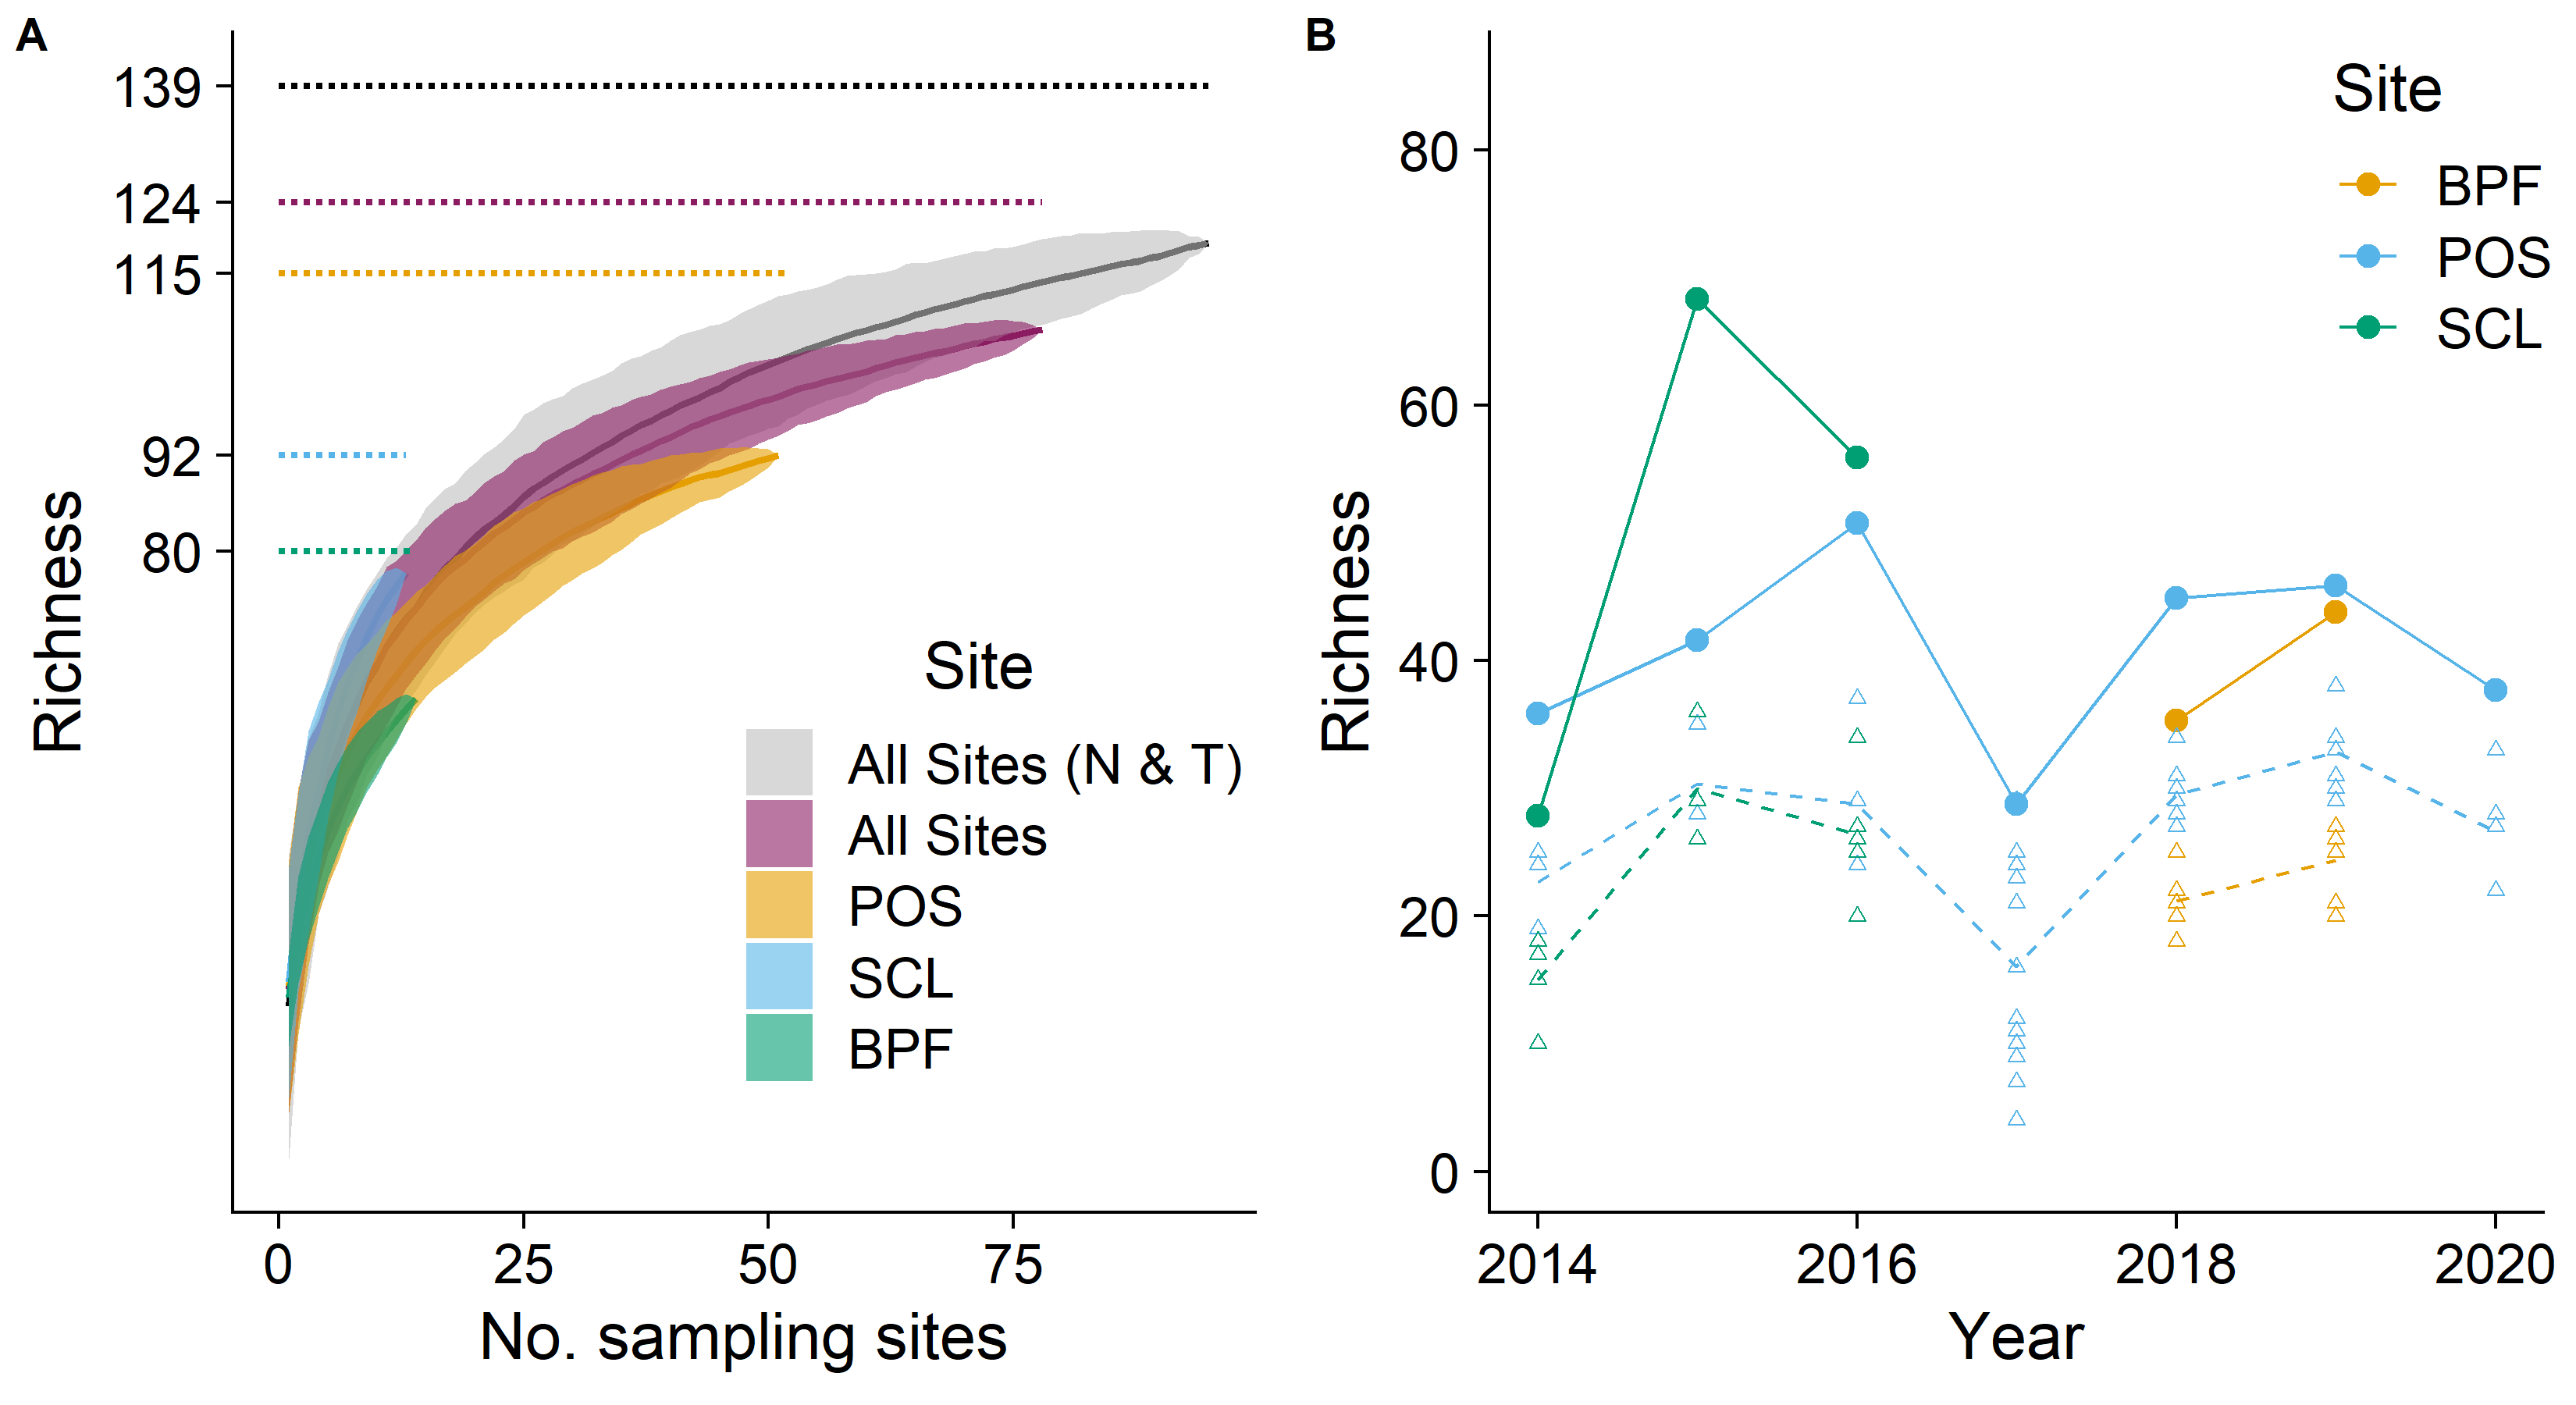 A
139
124
115
92
80
Richness
0 25 50 75
No. sampling sites
Site
All Sites (N & T)
All Sites
POS
SCL
BPF
B
80
60
40
20
0
Richness
2014 2016 2018 2020
Year
Site
BPF
POS
SCL